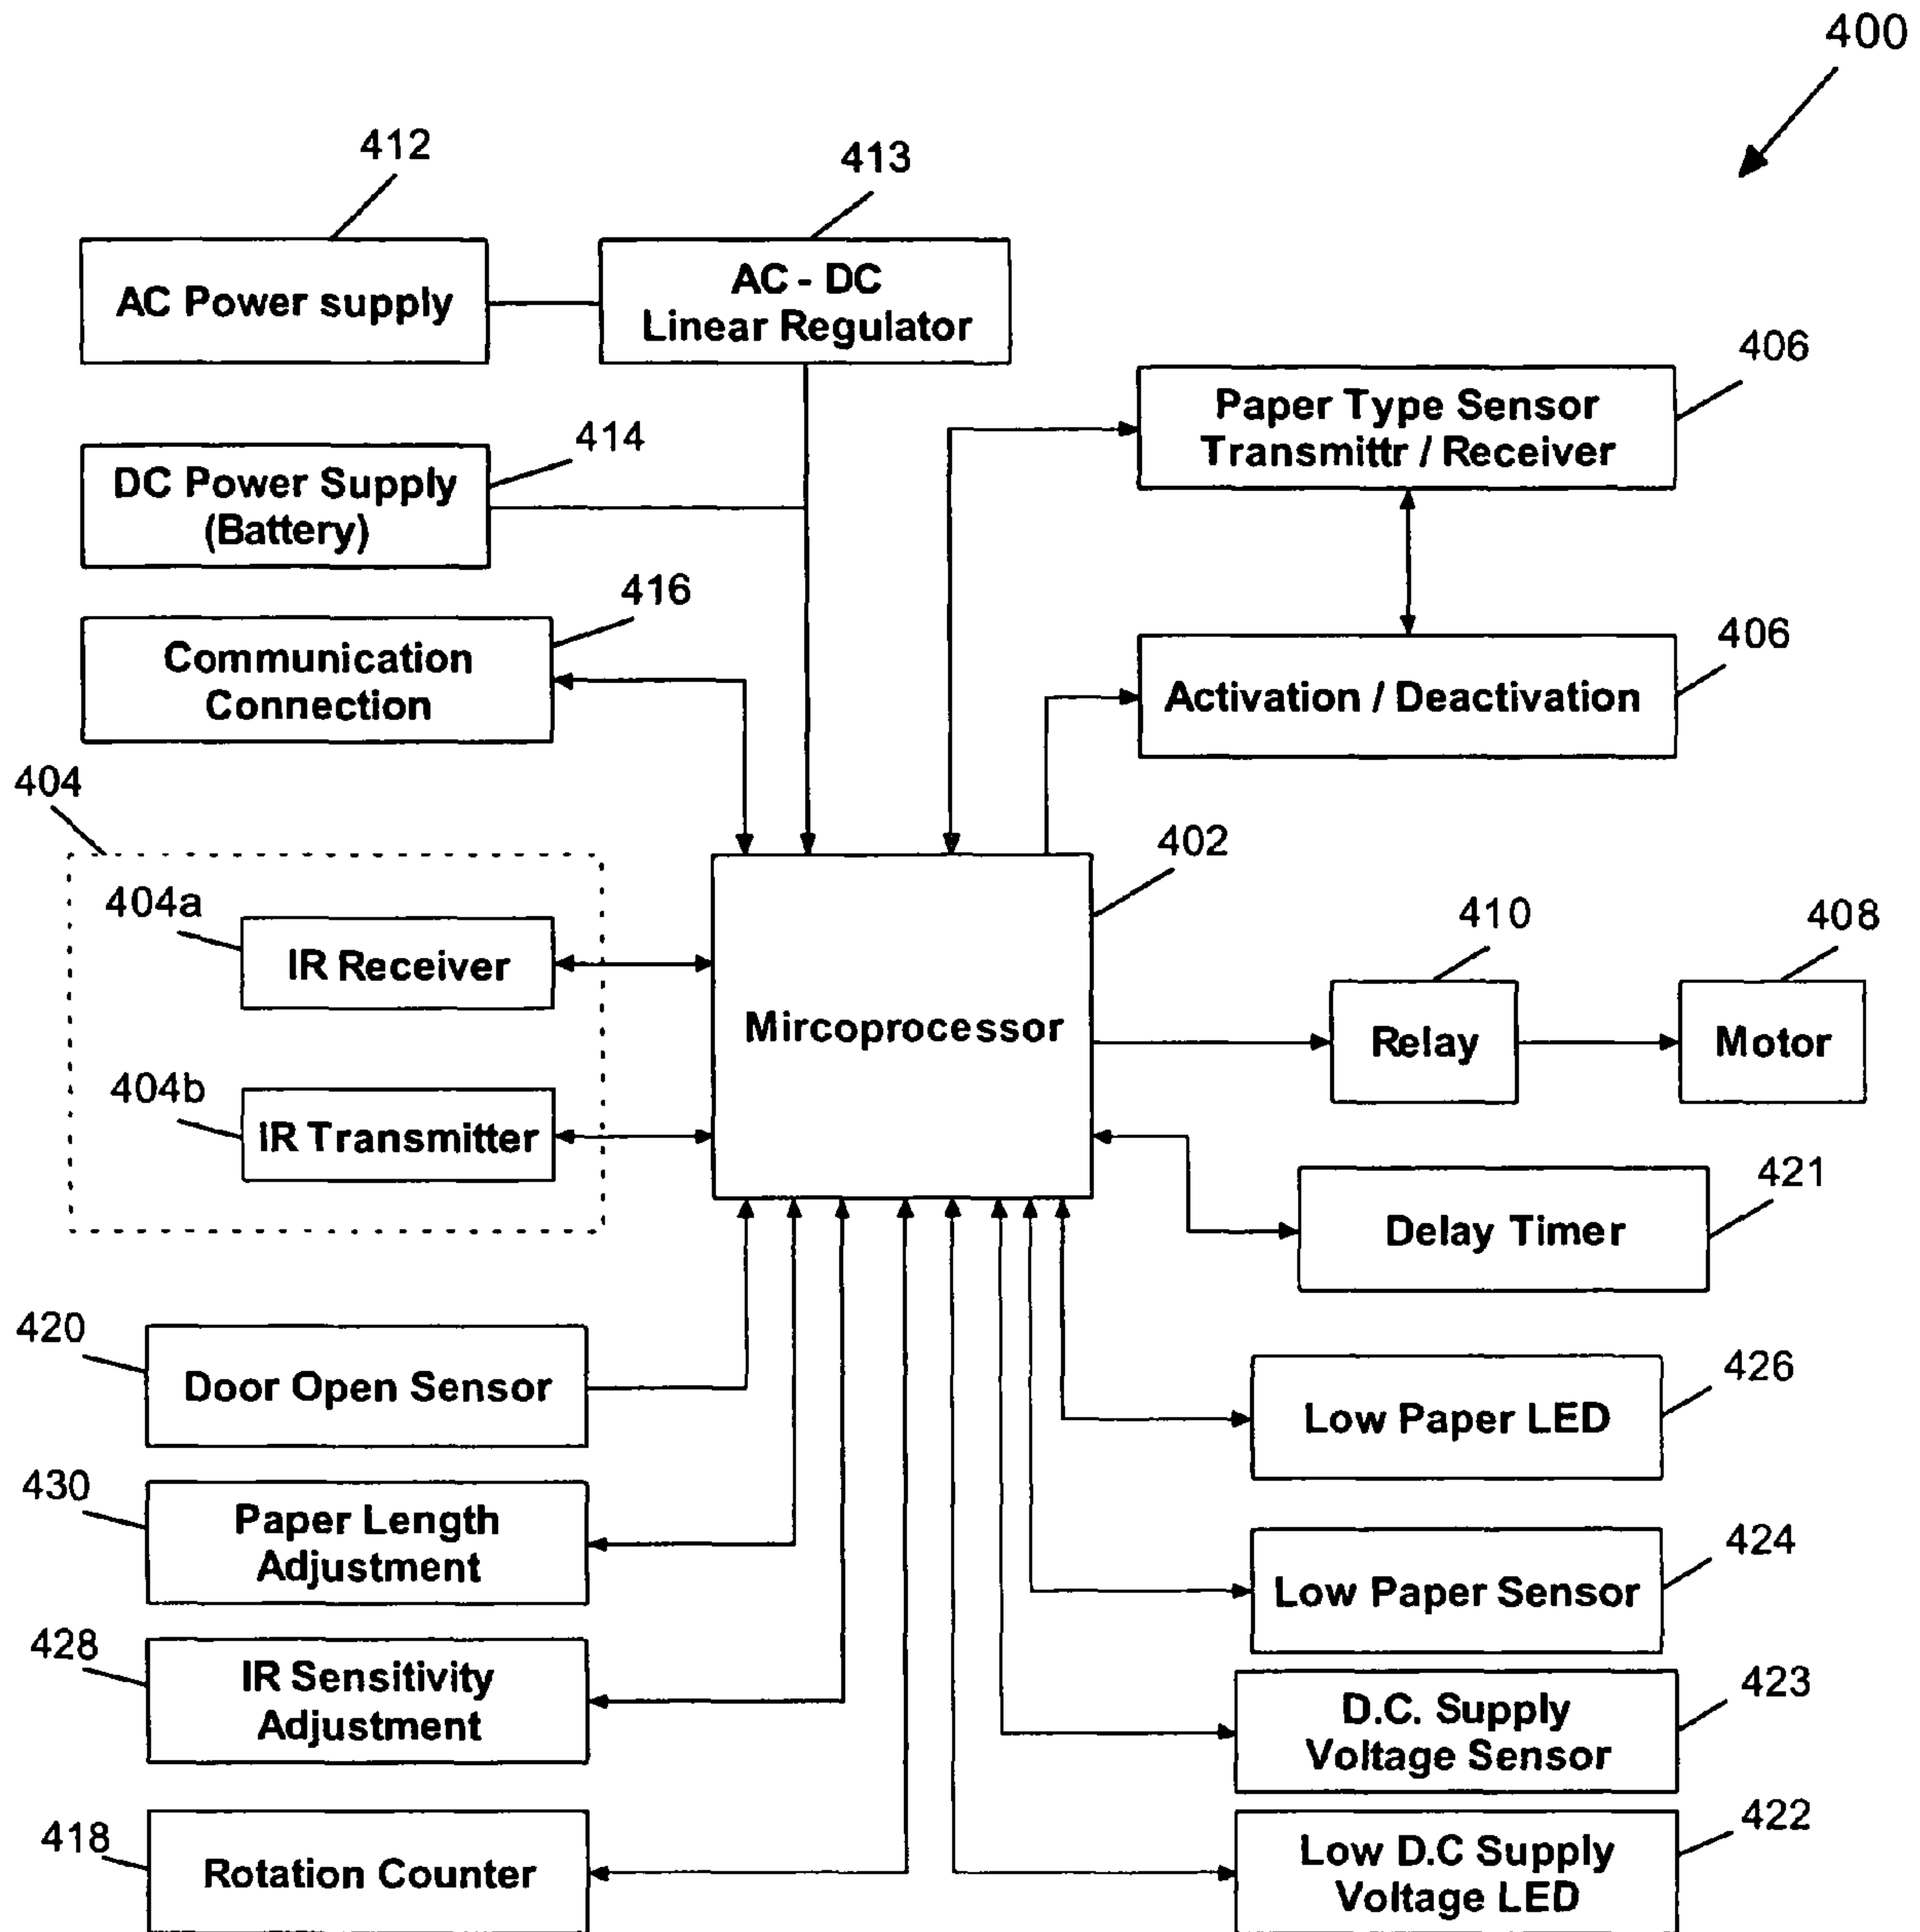 400
412
413
AC Power supply
AC - DC
Linear Regulator
406
Paper Type Sensor
Transmittr / Receiver
414
DC Power Supply
(Battery)
416
Communication
Connection
406
Activation / Deactivation
404
402
404a
IR Receiver
410
408
Mircoprocessor
Relay
Motor
404b
IR Transmitter
421
Delay Timer
420
Door Open Sensor
426
Low Paper LED
430
Paper Length
Adjustment
424
Low Paper Sensor
428
IR Sensitivity
Adjustment
423
D.C. Supply
Voltage Sensor
418
Rotation Counter
422
Low D.C Supply
Voltage LED